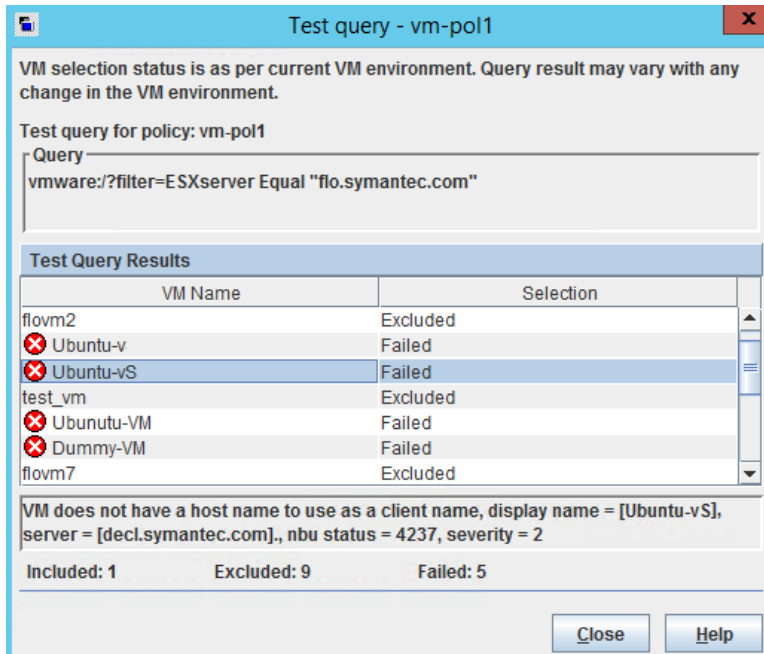 Test query - vm-pol1
x
VM selection status is as per current VM environment. Query result may vary with any
change in the VM environment.
Test query for policy: vm-pol1
Query
vmware:/?filter=ESXserver Equal "flo.symantec.com"
Test Query Results
VM Name Selection
flovm2 Excluded
Ubuntu-v Failed
Ubuntu-vS Failed
test_vm Excluded
Ubunutu-VM Failed
Dummy-VM Failed
flovm7 Excluded
VM does not have a host name to use as a client name, display name = [Ubuntu-vS],
server = [decl.symantec.com]., nbu status = 4237, severity = 2
Included: 1 Excluded: 9 Failed: 5
Close Help